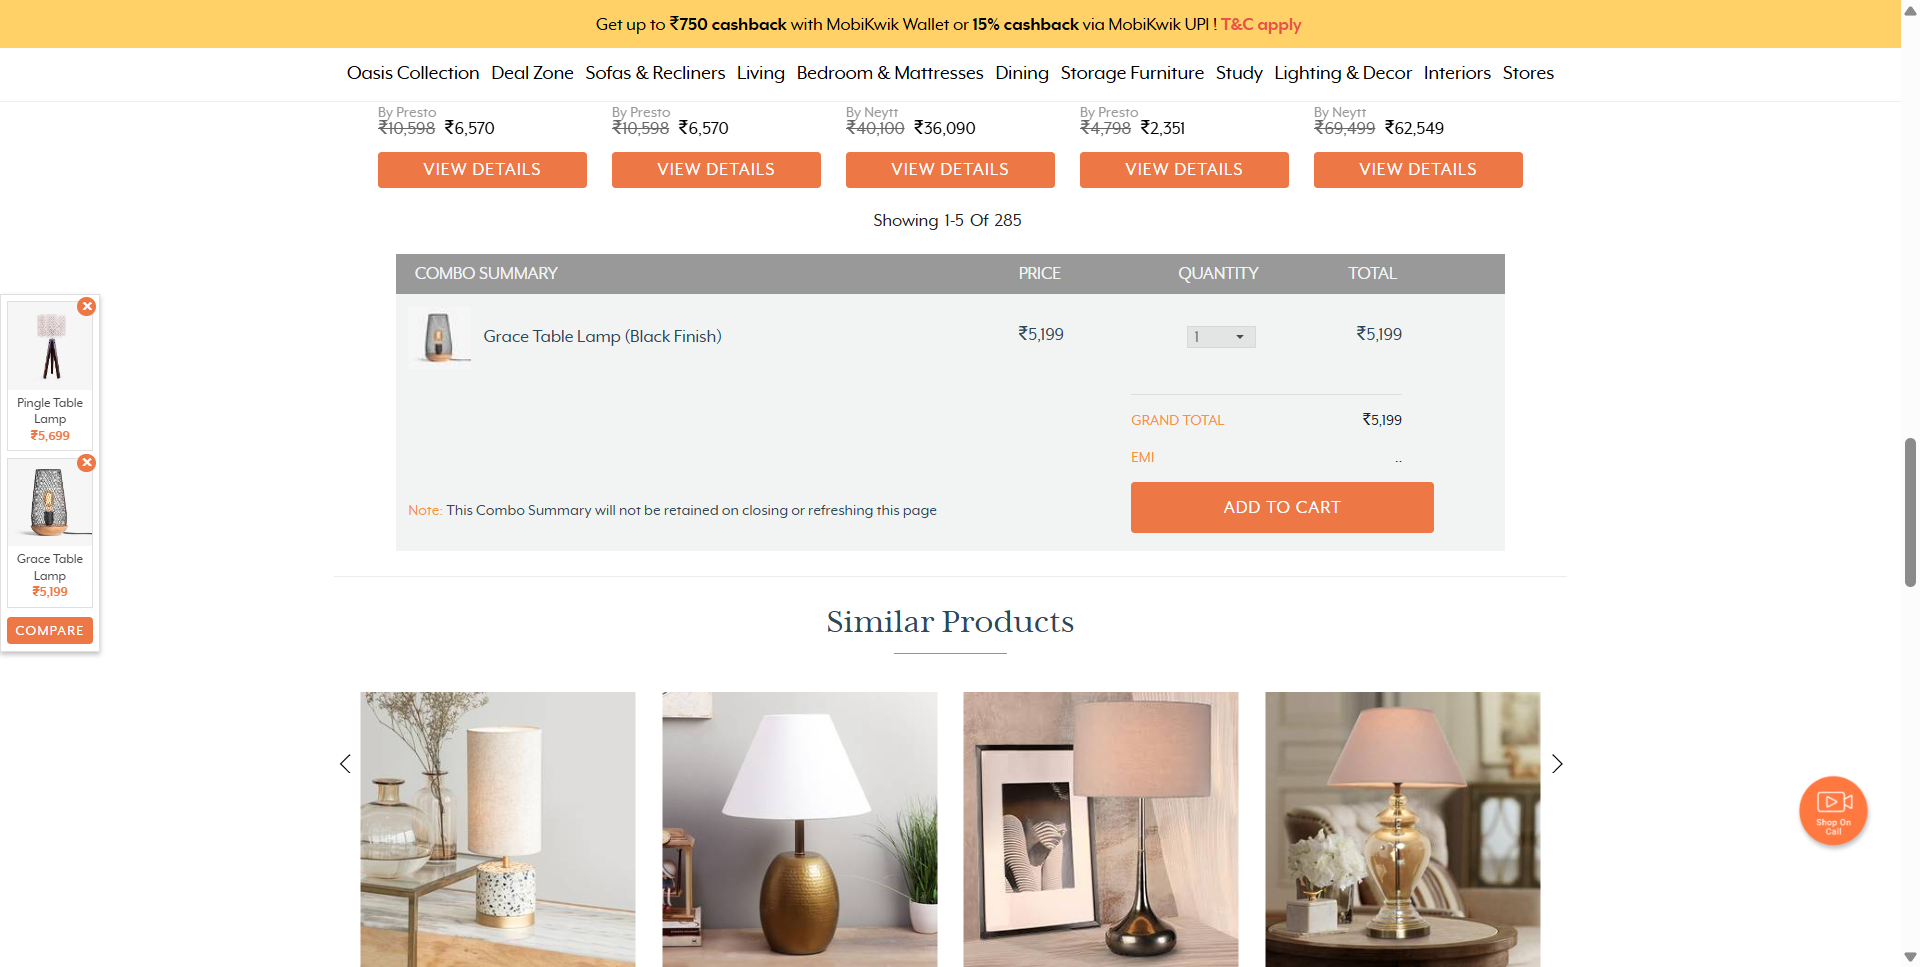 Get up to ₹750 cashback with MobiKwik Wallet or 15% cashback via MobiKwik UPI ! T&C apply
Oasis Collection Deal Zone Sofas & Recliners Living Bedroom & Mattresses Dining Storage Furniture Study Lighting & Decor Interiors Stores
By Presto By Presto By Neytt By Presto By Neytt
₹10,598 ₹6,570 ₹10,598 ₹6,570 ₹40,100 ₹36,090 ₹4,798 ₹2,351 ₹69,499 ₹62,549
VIEW DETAILS VIEW DETAILS VIEW DETAILS VIEW DETAILS VIEW DETAILS
Showing 1-5 Of 285
COMBO SUMMARY PRICE QUANTITY TOTAL
Grace Table Lamp (Black Finish) ₹5,199 1 ₹5,199
GRAND TOTAL ₹5,199
EMI ..
Note: This Combo Summary will not be retained on closing or refreshing this page
ADD TO CART
Pingle Table
Lamp
₹5,699
Grace Table
Lamp
₹5,199
COMPARE
Similar Products
Shop On
Call